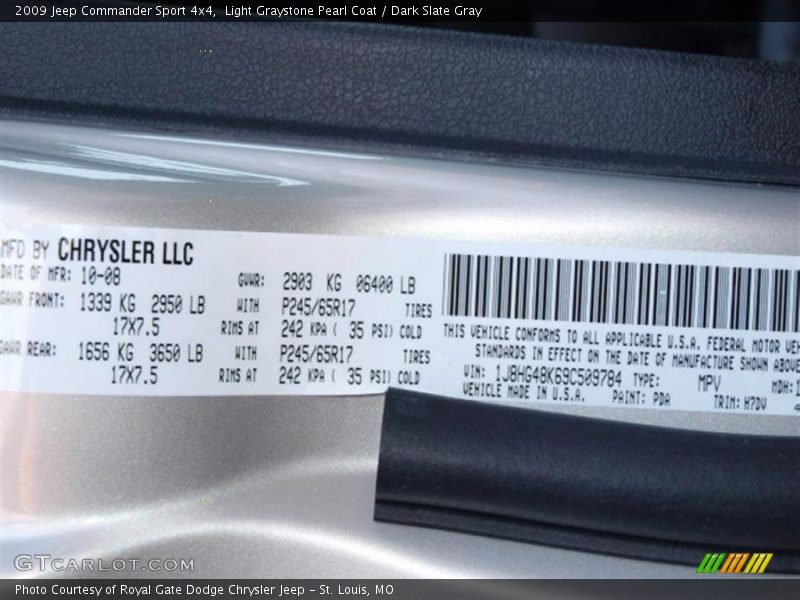 2009 Jeep Commander Sport 4x4,  Light Graystone Pearl Coat / Dark Slate Gray
MFD BY CHRYSLER LLC
DATE OF MFR: 10-08
GVWR: 2903 KG 06400 LB
GAWR FRONT: 1339 KG 2950 LB WITH P245/65R17 TIRES
17X7.5 RIMS AT 242 KPA ( 35 PSI) COLD
GAWR REAR: 1656 KG 3650 LB WITH P245/65R17 TIRES
17X7.5 RIMS AT 242 KPA ( 35 PSI) COLD
THIS VEHICLE CONFORMS TO ALL APPLICABLE U.S.A. FEDERAL MOTOR
STANDARDS IN EFFECT ON THE DATE OF MANUFACTURE SHOWN ABOVE
VIN: 1J8HG48K69C509784 TYPE: MPV MDH:
VEHICLE MADE IN U.S.A. PAINT: PDA TRIM: H7DV
GTcarlot.com
Photo Courtesy of Royal Gate Dodge Chrysler Jeep – St. Louis, MO